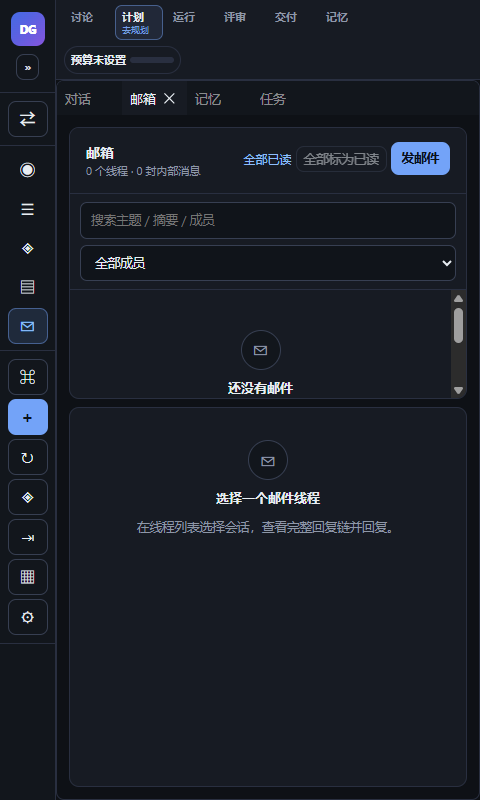 DG
»
讨论
计划
去规划
运行
评审
交付
记忆
预算未设置
对话
邮箱
记忆
任务
邮箱
0 个线程 · 0 封内部消息
全部已读
全部标为已读
发邮件
搜索主题 / 摘要 / 成员
全部成员
还没有邮件
选择一个邮件线程
在线程列表选择会话，查看完整回复链并回复。